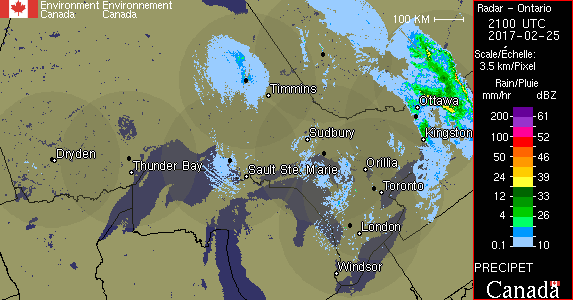 Environment Environnement
Canada Canada
100 KM
Timmins
Ottawa
Kingston
Sudbury
Dryden
Thunder Bay
Sault Ste. Marie
Orillia
Toronto
London
Windsor
Radar - Ontario
2100 UTC
2017-02-25
Scale/Échelle:
3.5 km/Pixel
Rain/Pluie
mm/hr dBZ
200 61
100 52
50 46
24 39
12 33
4 26
0.1 10
PRECIPET
Canada